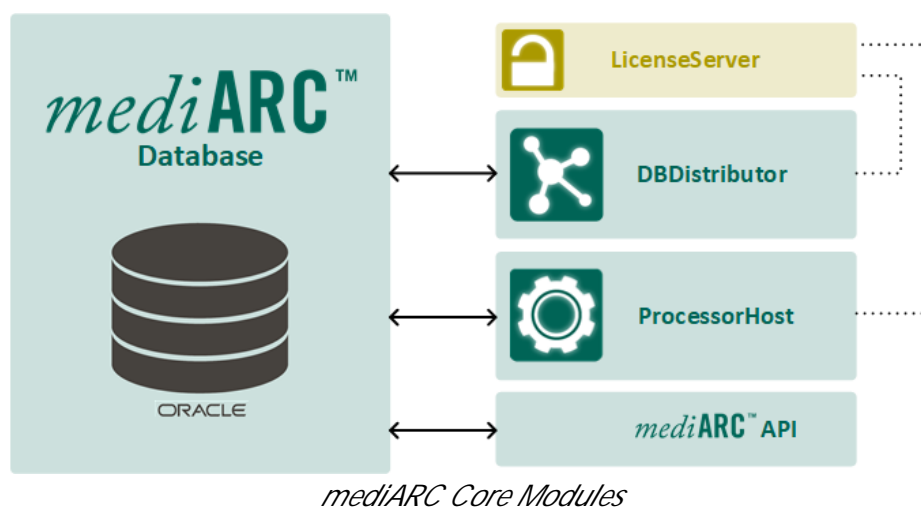 mediARC™
Database
ORACLE
LicenseServer
DBDistributor
ProcessorHost
mediARC™ API
mediARC Core Modules